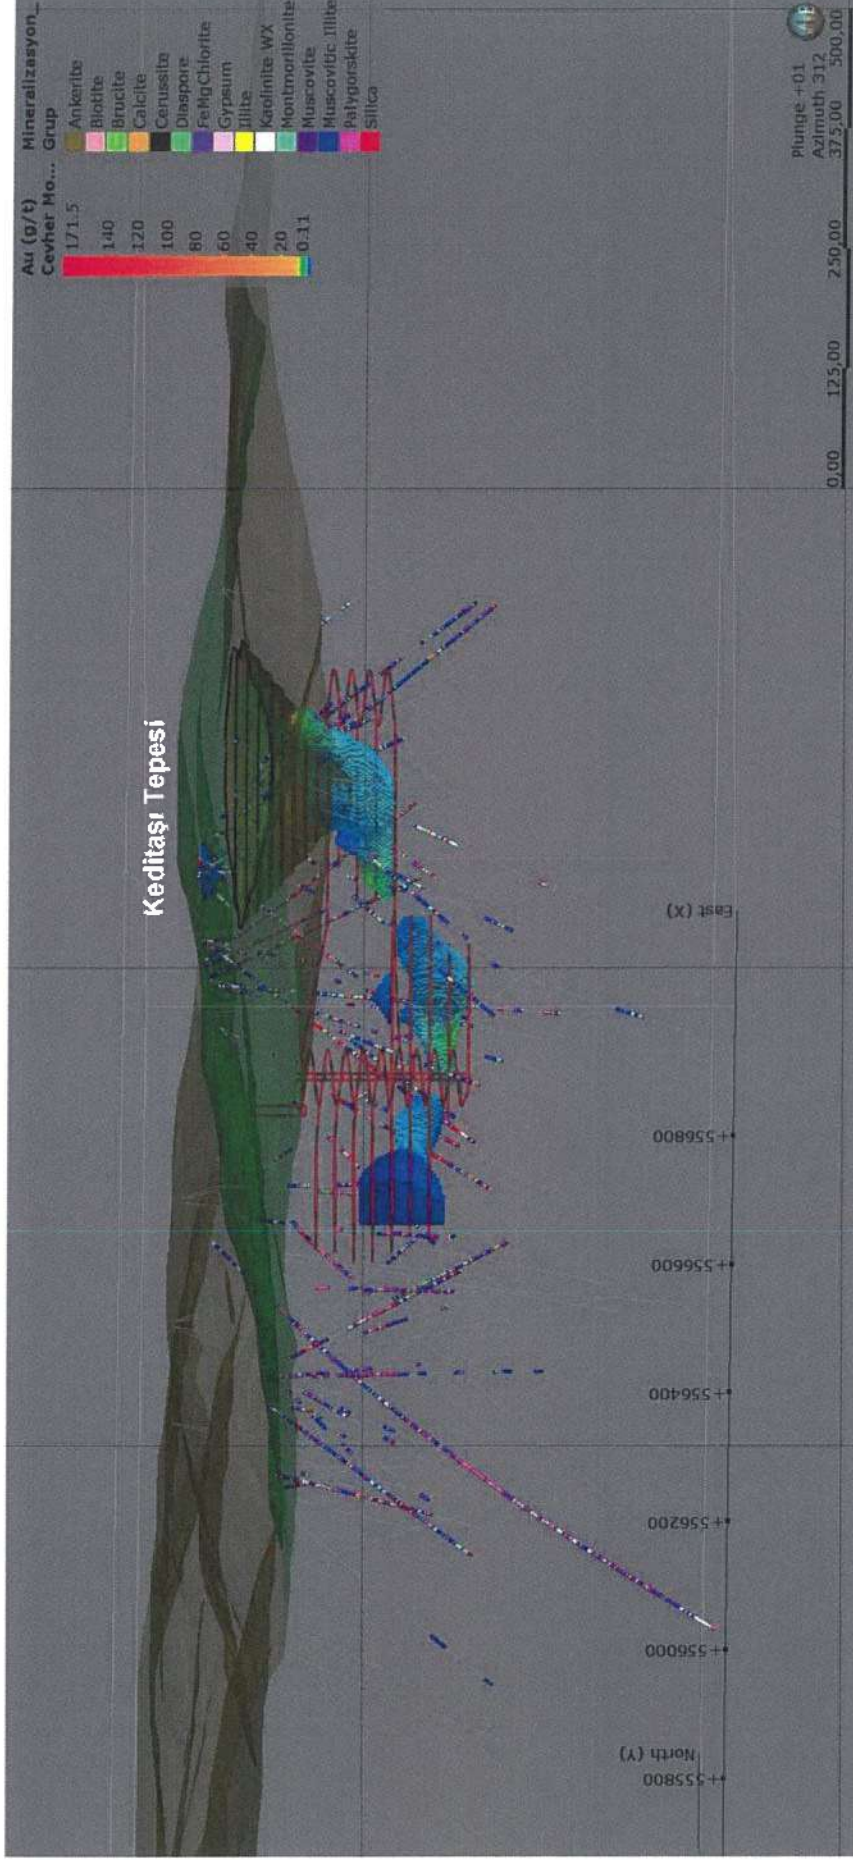 Au (g/t)
Cevher Mo...
171.5
140
120
100
80
60
40
20
0.11
Mineralizasyon_
Grup
Ankerite
Biotite
Brucite
Calcite
Cerussite
Diaspore
FeMgChlorite
Gypsum
Illite
Kaolinite WX
Montmorillonite
Muscovite
Muscovitic Illite
Palygorskite
Silica
Keditaşı Tepesi
East (X)
North (Y)
+555800
+556000
+556200
+556400
+556600
+556800
Plunge +01
Azimuth 312
0,00
125,00
250,00
375,00
500,00